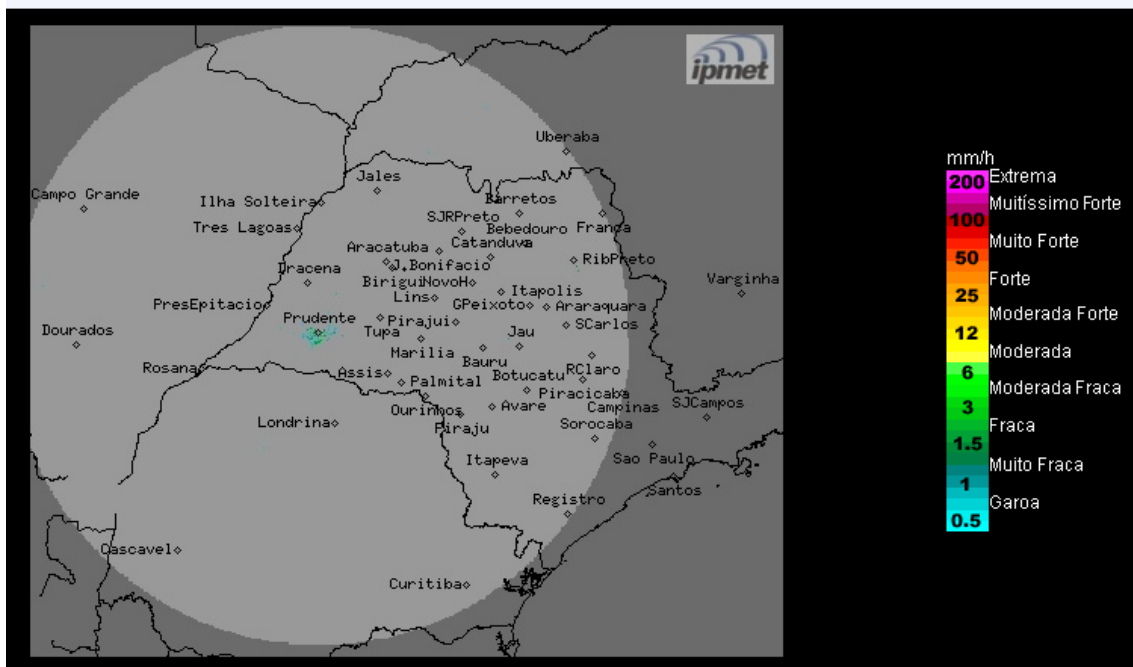 ipmet
Uberaba
Jales
Campo Grande
Ilha Solteira
Barretos
SJRPreto
Tres Lagoas
Bebedouro
Franca
Catanduva
Aracatuba
RibPreto
Dracena
J.Bonifacio
Varginha
Birigui
NovoH
Itapolis
Lins
PresEpitacio
GPeixoto
Araraquara
Prudente
Pirajui
SCarlos
Dourados
Tupa
Jau
Marilia
Bauru
Rosana
Assis
Botucatu
RClaro
Palmital
Piracicaba
Ourinhos
Avare
Campinas
SJCampos
Londrina
Piraju
Sorocaba
Itapeva
Sao Paulo
Santos
Registro
Cascavel
Curitiba
mm/h
200 Extrema
Muitíssimo Forte
100
Muito Forte
50
Forte
25
Moderada Forte
12
Moderada
6
Moderada Fraca
3
Fraca
1.5
Muito Fraca
1
Garoa
0.5